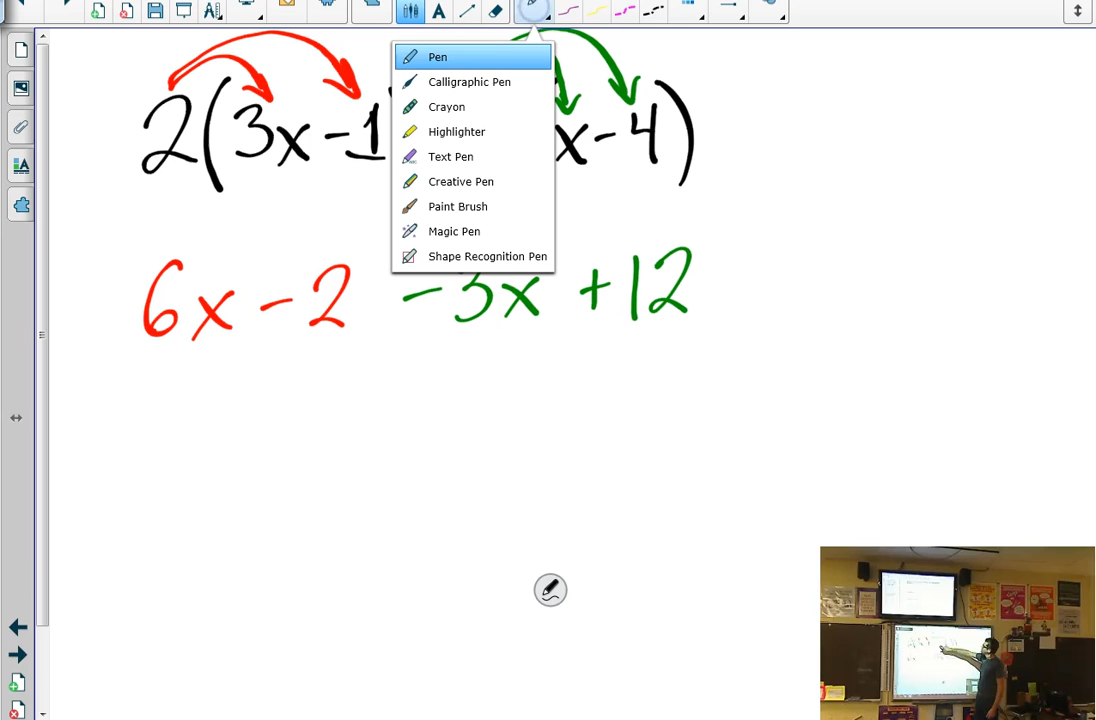 2(3x-1 x-4)
Pen
Calligraphic Pen
Crayon
Highlighter
Text Pen
Creative Pen
Paint Brush
Magic Pen
Shape Recognition Pen
6x-2 -3x +12